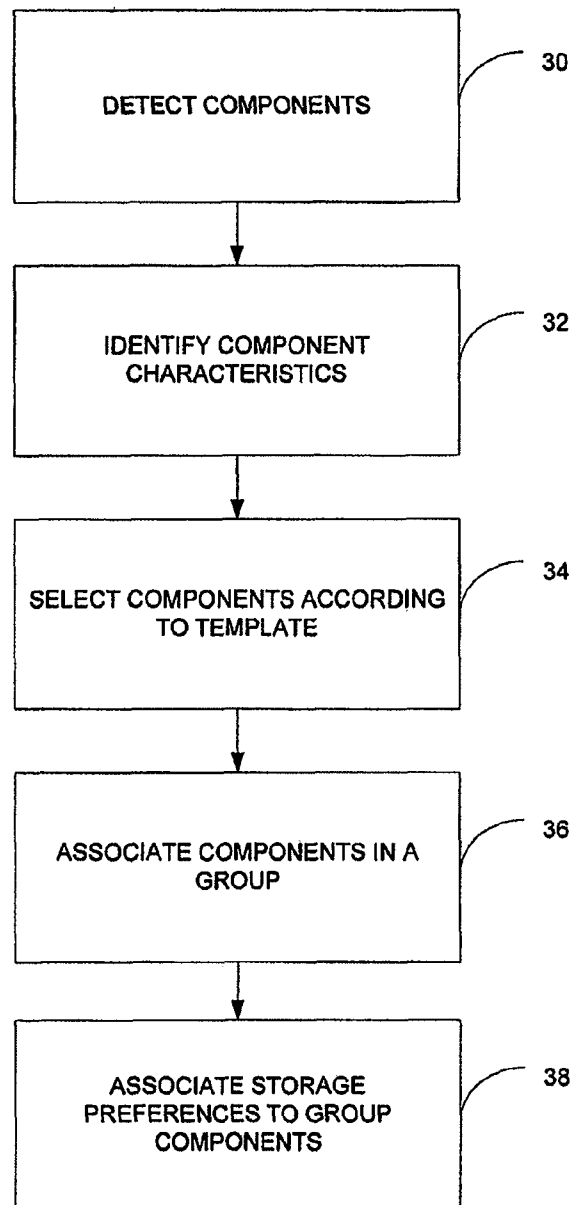 DETECT COMPONENTS
30
IDENTIFY COMPONENT
CHARACTERISTICS
32
SELECT COMPONENTS ACCORDING
TO TEMPLATE
34
ASSOCIATE COMPONENTS IN A
GROUP
36
ASSOCIATE STORAGE
PREFERENCES TO GROUP
COMPONENTS
38